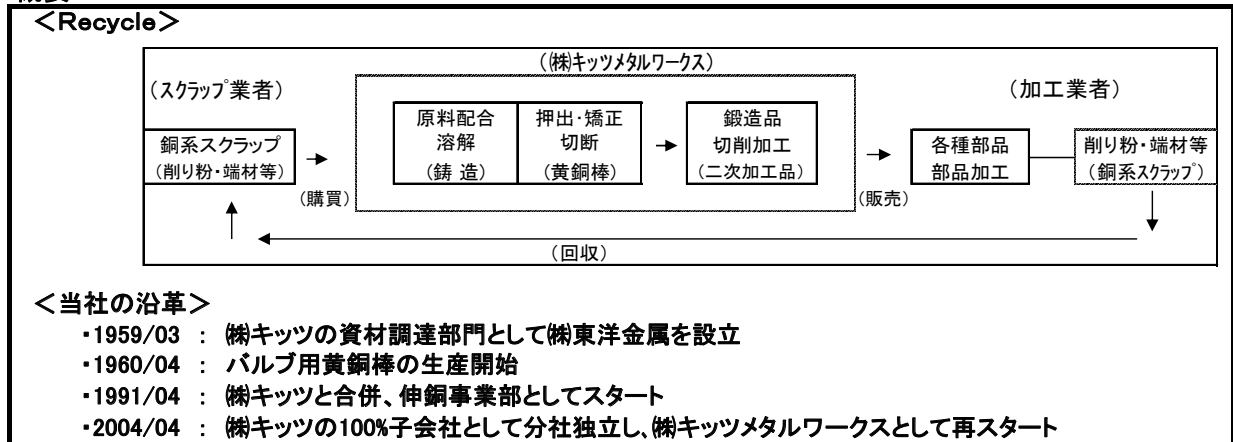 ＜Recycle＞
（㈱キッツメタルワークス）
（スクラップ業者）
（加工業者）
原料配合
溶解
（鋳 造）
押出・矯正
切断
（黄銅棒）
鍛造品
切削加工
（二次加工品）
銅系スクラップ
（削り粉・端材等）
各種部品
部品加工
削り粉・端材等
（銅系スクラップ）
（購買）
（販売）
（回収）
＜当社の沿革＞
・1959/03 ： ㈱キッツの資材調達部門として㈱東洋金属を設立
・1960/04 ： バルブ用黄銅棒の生産開始
・1991/04 ： ㈱キッツと合併、伸銅事業部としてスタート
・2004/04 ： ㈱キッツの100%子会社として分社独立し、㈱キッツメタルワークスとして再スタート